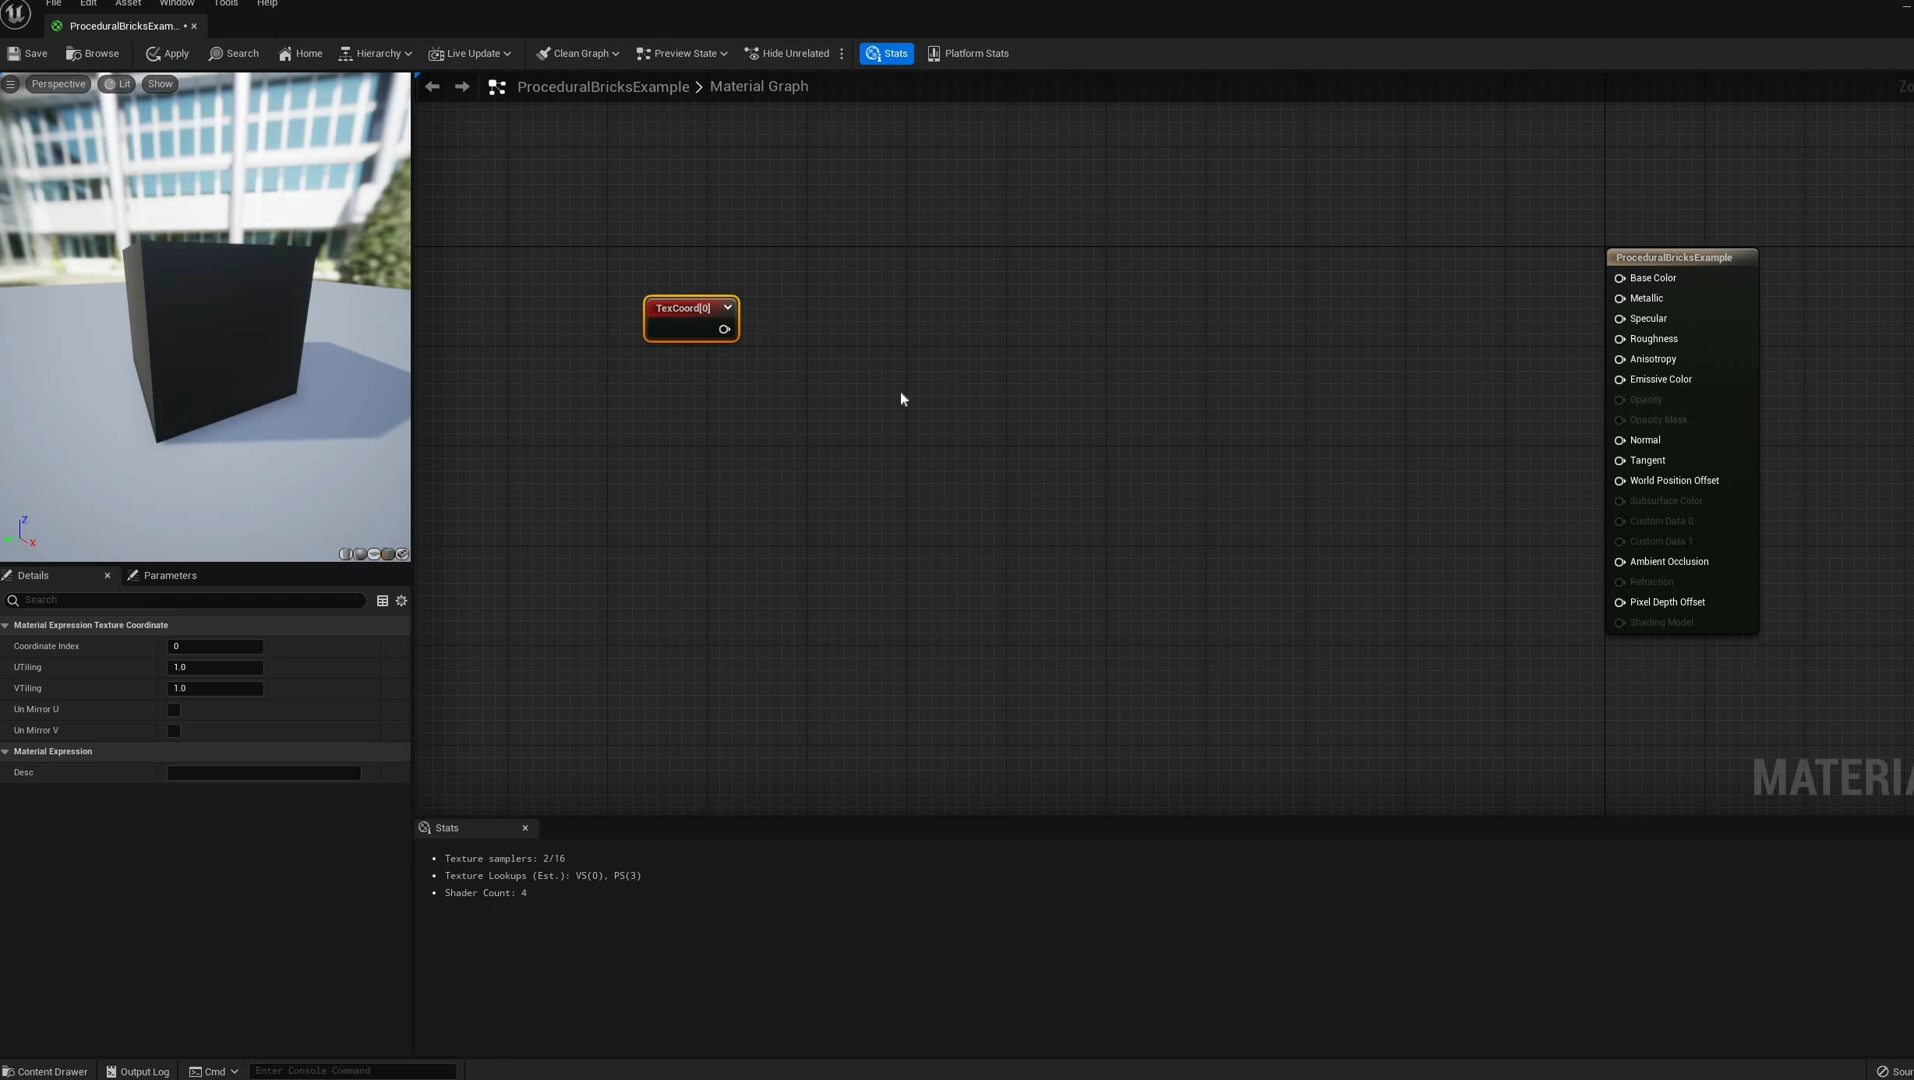 File Edit Asset Window Tools Help
ProceduralBricksExam... •
Save Browse Apply Search Home Hierarchy Live Update Clean Graph Preview State Hide Unrelated Stats Platform Stats
Perspective Lit Show
ProceduralBricksExample > Material Graph
Zo
TexCoord[0]
ProceduralBricksExample
Base Color
Metallic
Specular
Roughness
Anisotropy
Emissive Color
Opacity
Opacity Mask
Normal
Tangent
World Position Offset
Subsurface Color
Custom Data 0
Custom Data 1
Ambient Occlusion
Refraction
Pixel Depth Offset
Shading Model
MATERIA
Z
X
Details Parameters
Search
Material Expression Texture Coordinate
Coordinate Index 0
UTiling 1.0
VTiling 1.0
Un Mirror U
Un Mirror V
Material Expression
Desc
Stats
• Texture samplers: 2/16
• Texture Lookups (Est.): VS(0), PS(3)
• Shader Count: 4
Content Drawer Output Log Cmd Enter Console Command
Sour